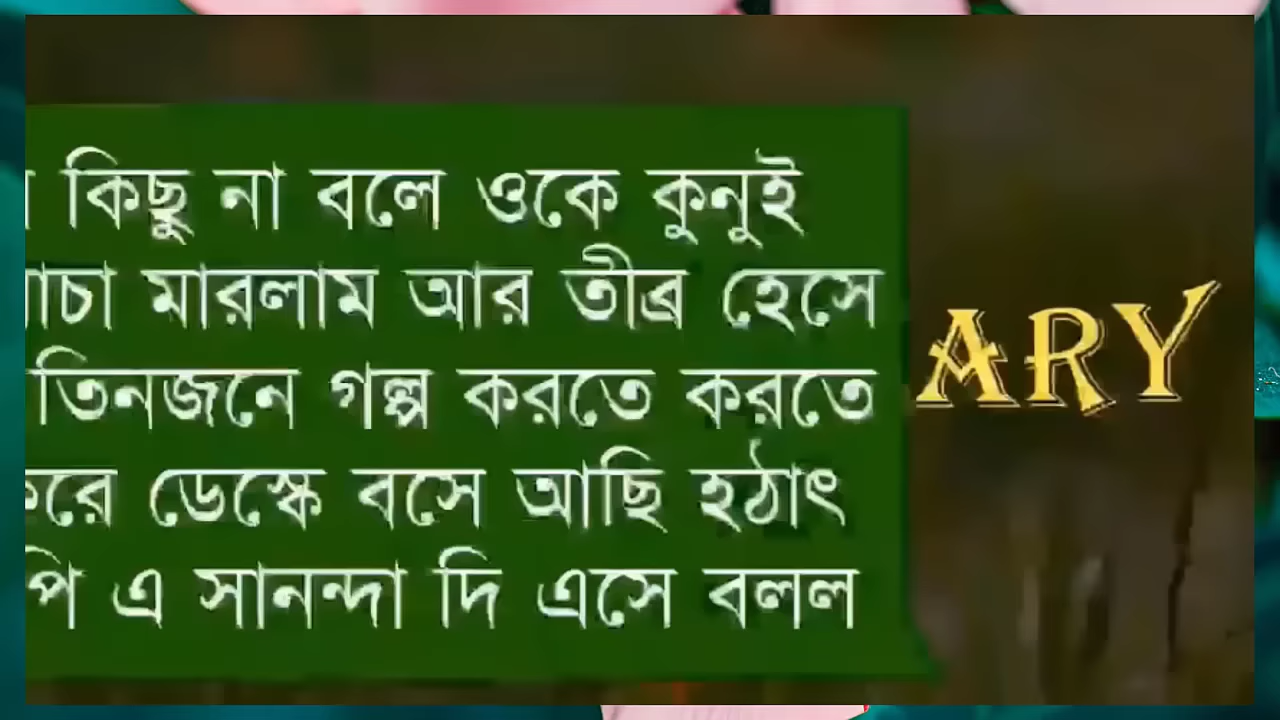 কিছু না বলে ওকে কুনুই
মারলাম আর তীব্র হেসে
তিনজনে গল্প করতে করতে
ডেস্কে বসে আছি হঠাৎ
এ সানন্দা দি এসে বলল
ARY